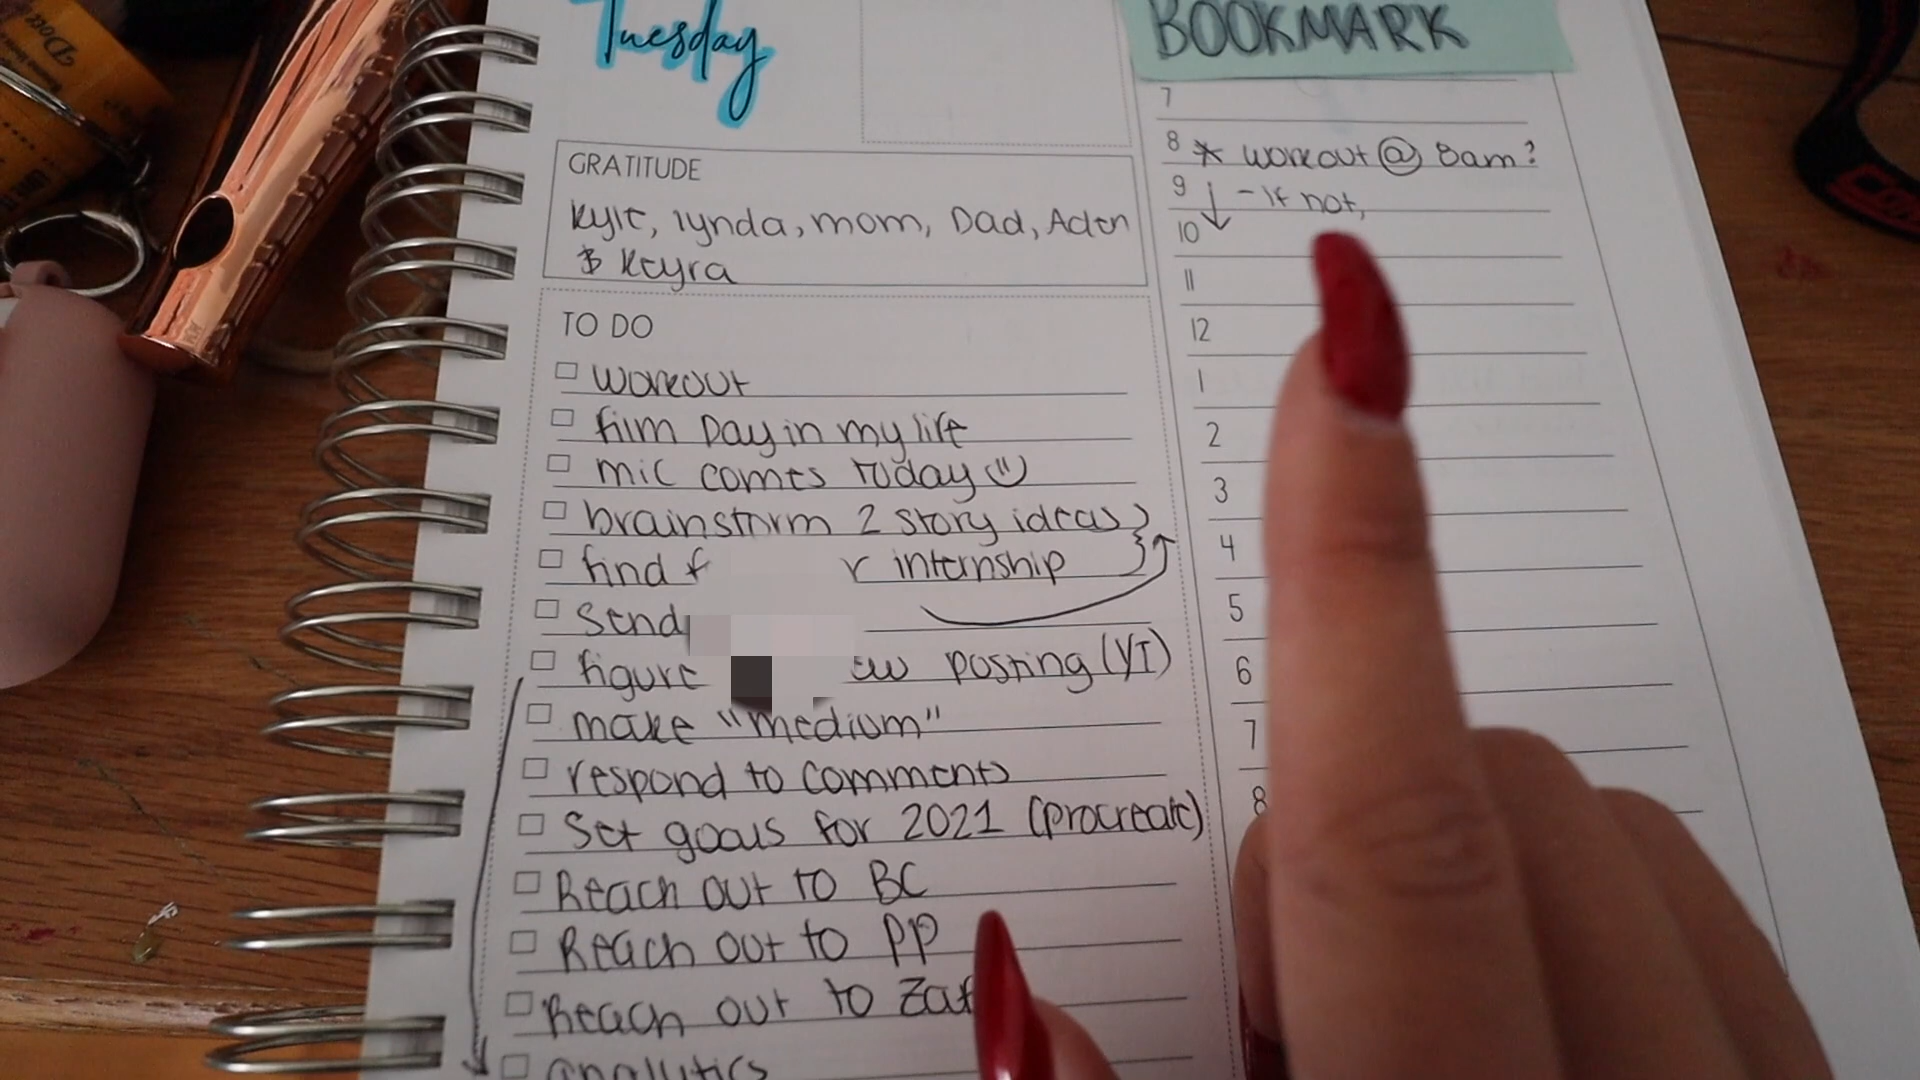 Tuesday
BOOKMARK
GRATITUDE
Kyle, lynda, mom, Dad, Aden
& Keyra
TO DO
workout
film Day in my life
mic comes today
brainstorm 2 story ideas
find internship
send
figure posting (YI)
make "medium"
respond to comments
Set goals for 2021 (procreate)
Reach out to BC
Reach out to PP
Reach out to
analytics
7
8 * workout @ 8am?
9 - if not,
10
11
12
1
2
3
4
5
6
7
8